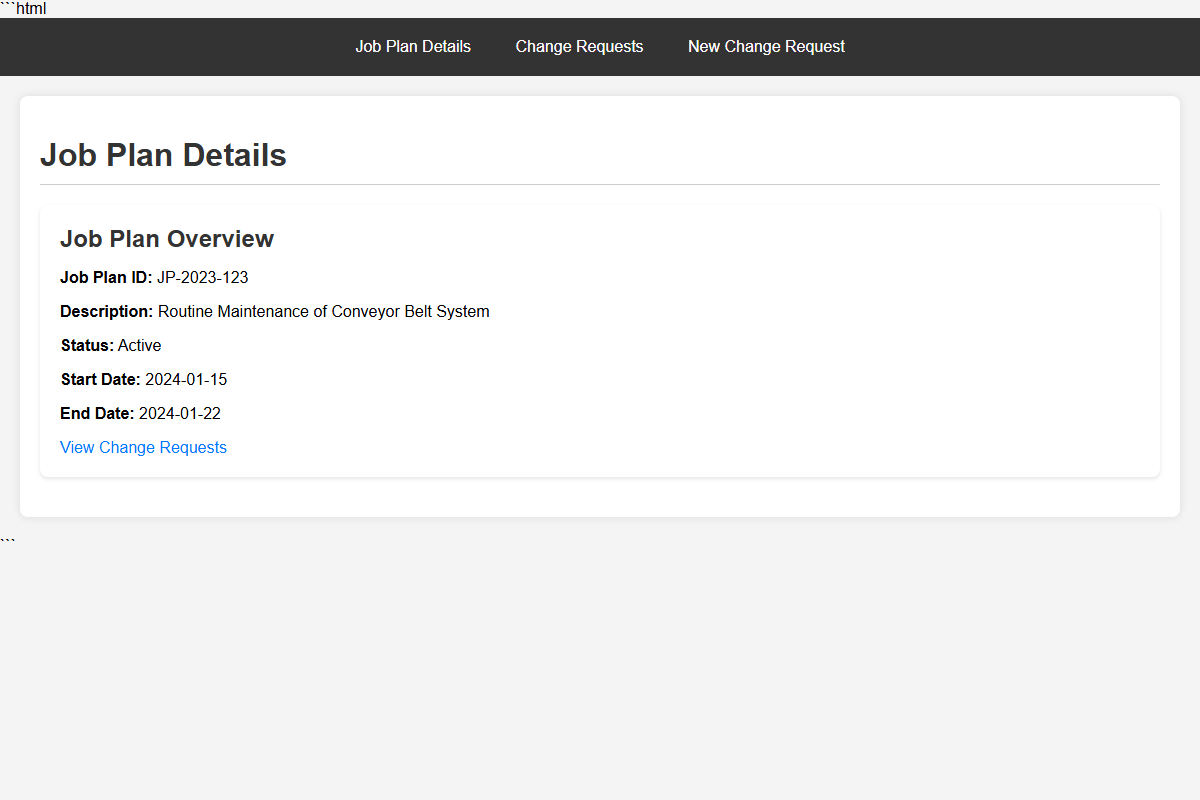 ```html
Job Plan Details Change Requests New Change Request
Job Plan Details
Job Plan Overview
Job Plan ID: JP-2023-123
Description: Routine Maintenance of Conveyor Belt System
Status: Active
Start Date: 2024-01-15
End Date: 2024-01-22
View Change Requests
```